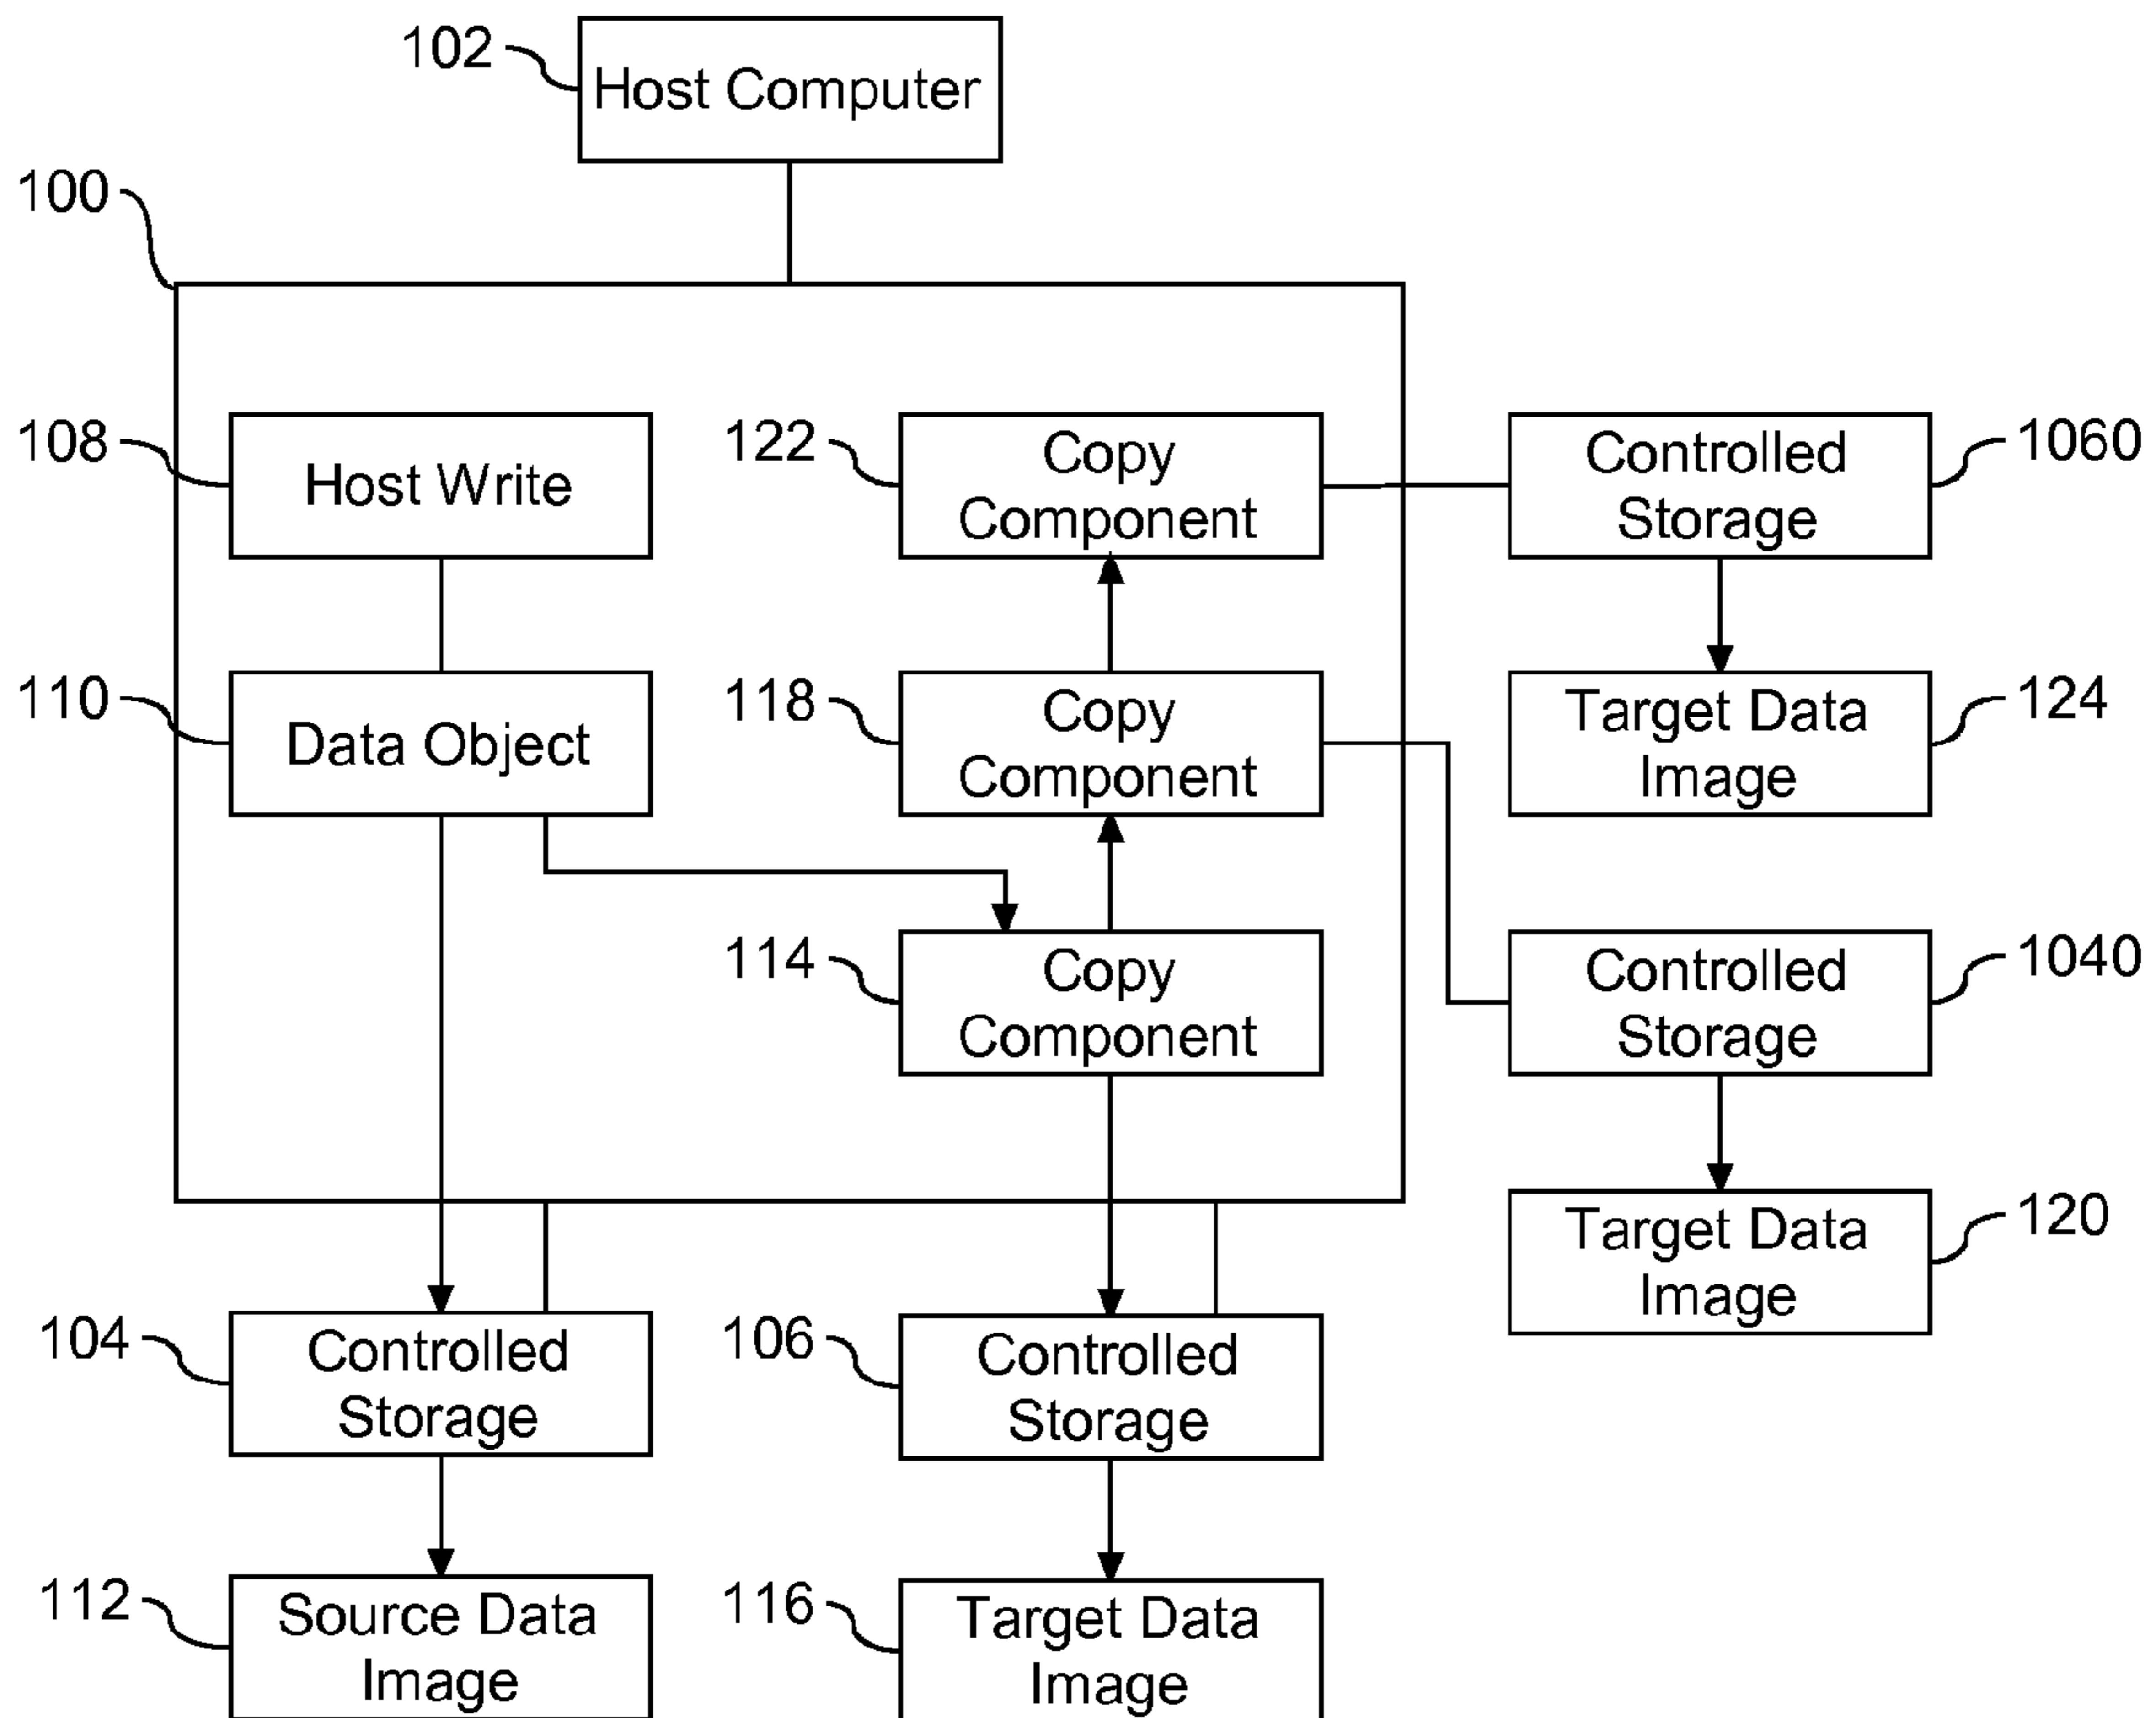 102
Host Computer
100
108
Host Write
122
Copy
Component
Controlled
Storage
1060
110
Data Object
118
Copy
Component
Target Data
Image
124
114
Copy
Component
Controlled
Storage
1040
Target Data
Image
120
104
Controlled
Storage
106
Controlled
Storage
112
Source Data
Image
116
Target Data
Image